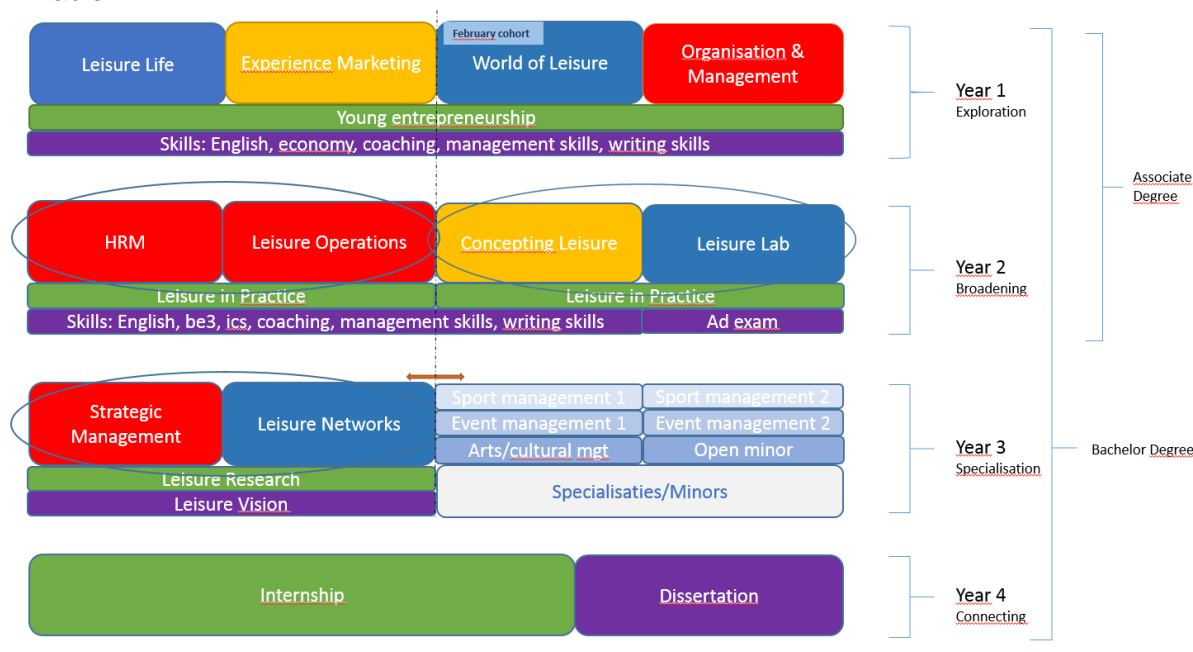 February cohort
Leisure Life
Experience Marketing
World of Leisure
Organisation &
Management
Young entrepreneurship
Skills: English, economy, coaching, management skills, writing skills
Year 1
Exploration
Associate
Degree
HRM
Leisure Operations
Concepting Leisure
Leisure Lab
Leisure in Practice
Leisure in Practice
Skills: English, be3, ics, coaching, management skills, writing skills
Ad exam
Year 2
Broadening
Strategic
Management
Leisure Networks
Sport management 1
Sport management 2
Event management 1
Event management 2
Arts/cultural mgt
Open minor
Specialisaties/Minors
Leisure Research
Leisure Vision
Year 3
Specialisation
Bachelor Degree
Internship
Dissertation
Year 4
Connecting